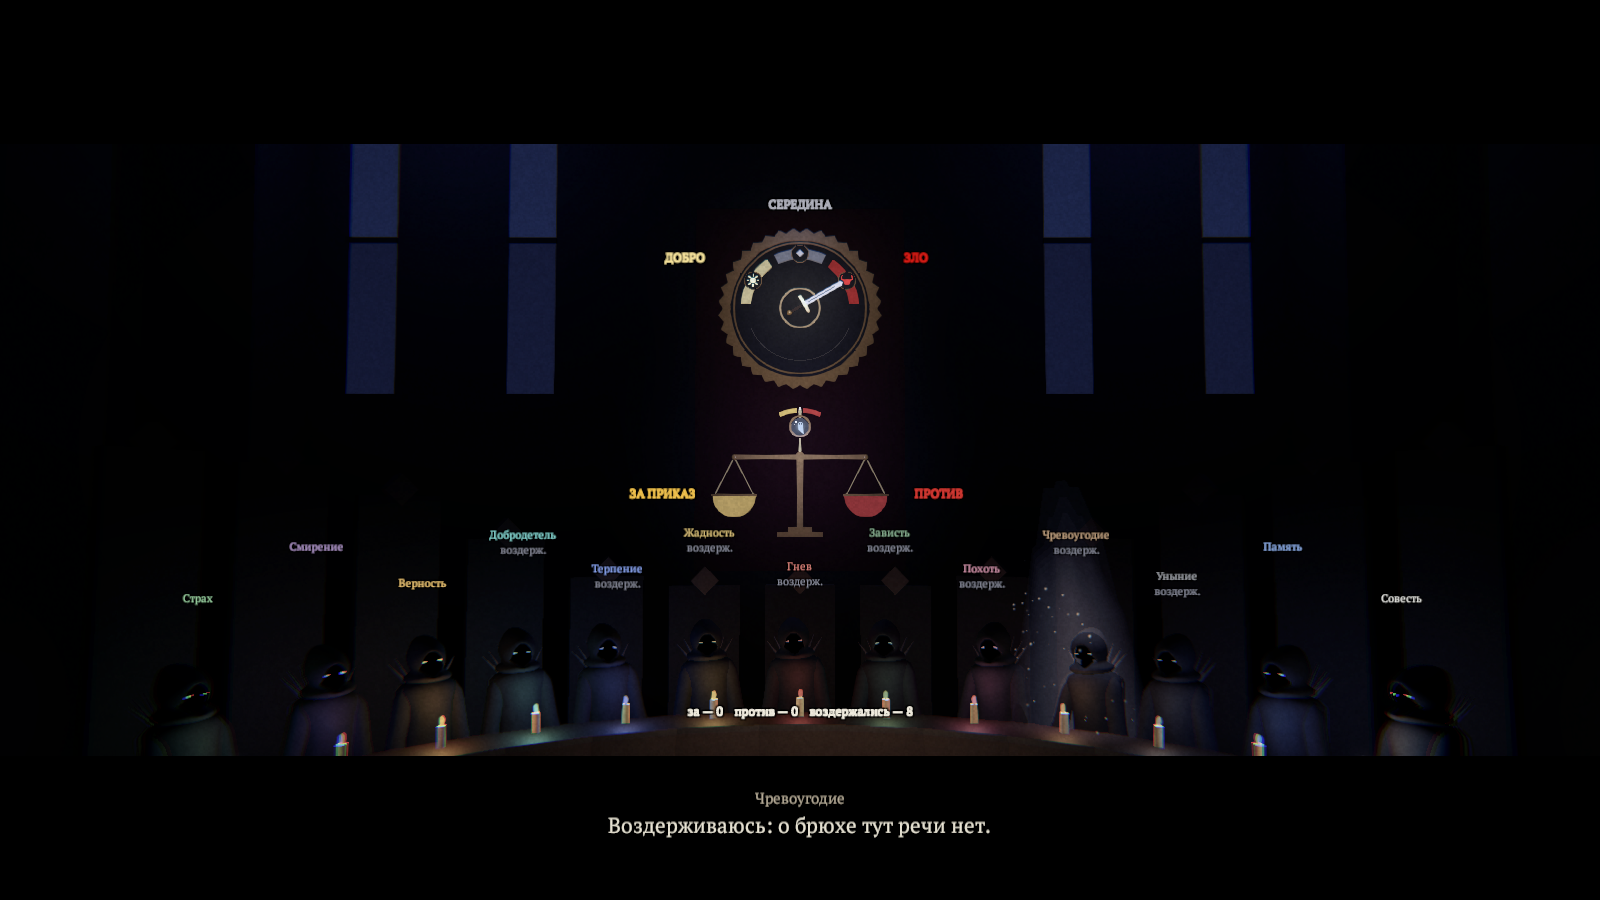 СЕРЕДИНА
ДОБРО
ЗЛО
ЗА ПРИКАЗ
ПРОТИВ
Страх
Смирение
Верность
Добродетель
воздерж.
Терпение
воздерж.
Жадность
воздерж.
Гнев
воздерж.
Зависть
воздерж.
Похоть
воздерж.
Чревоугодие
воздерж.
Уныние
воздерж.
Память
Совесть
за — 0 против — 0 воздержались — 8
Чревоугодие
Воздерживаюсь: о брюхе тут речи нет.